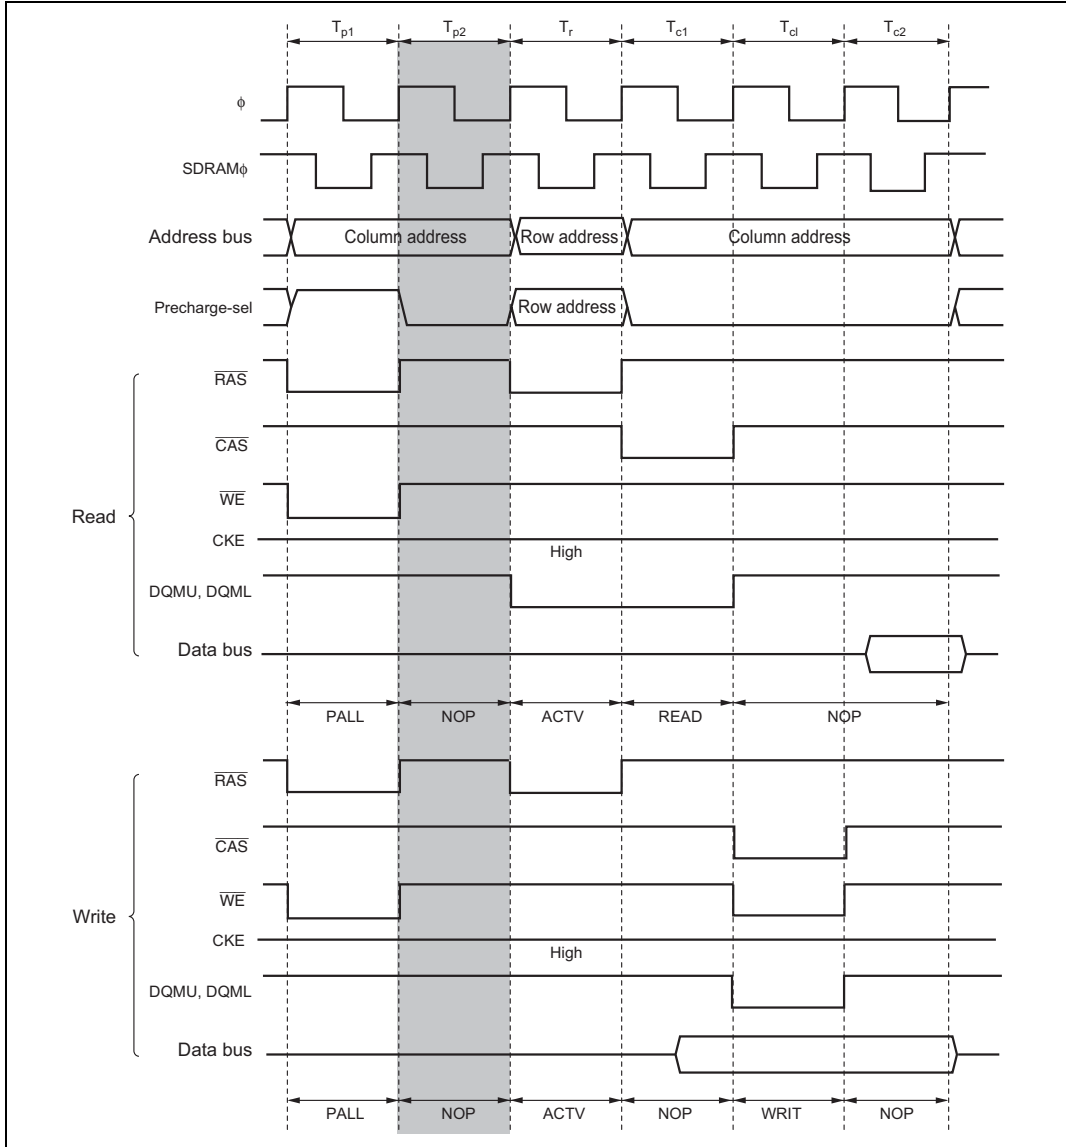 Tp1 Tp2 Tr Tc1 Tcl Tc2
ϕ
SDRAMϕ
Address bus Column address Row address Column address
Precharge-sel Row address
RAS
CAS
WE
Read
CKE High
DQMU, DQML
Data bus
PALL NOP ACTV READ NOP
RAS
CAS
WE
Write
CKE High
DQMU, DQML
Data bus
PALL NOP ACTV NOP WRIT NOP